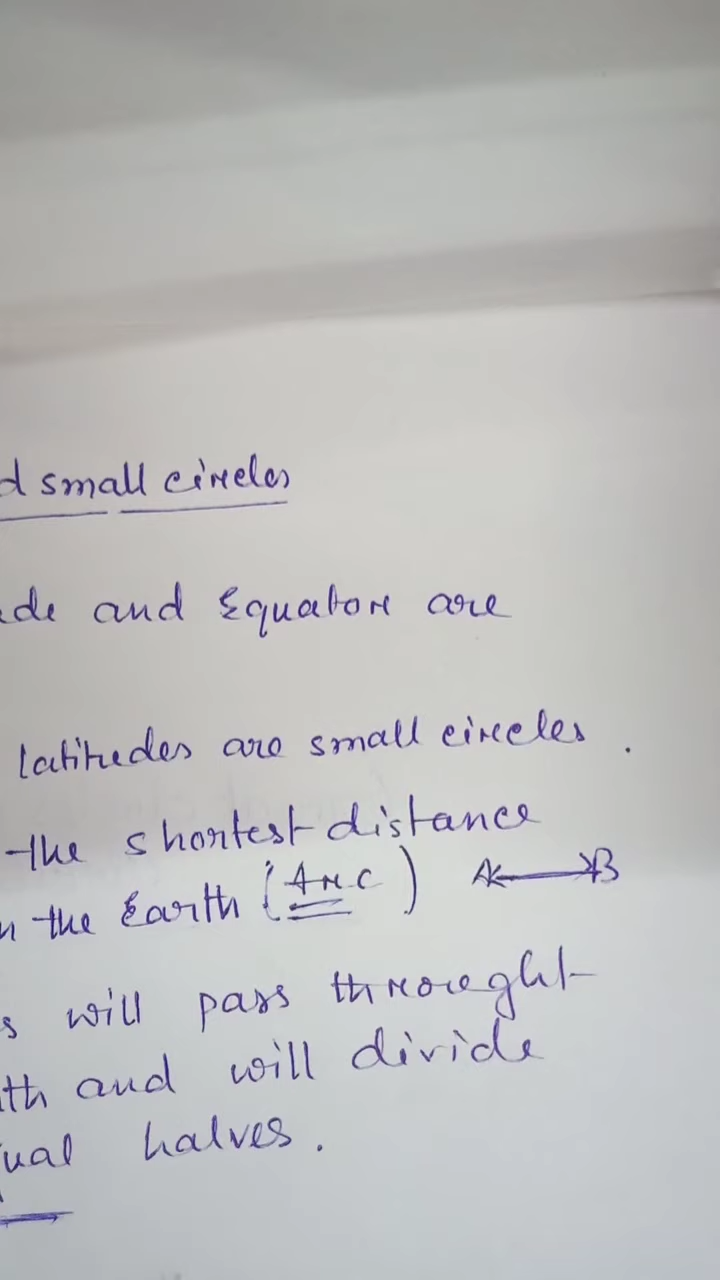 d small circles
de and Equator are
latitudes are small circles.
the shortest distance
n the Earth (Arc) A B
s will pass throught
th and will divide
ual halves.